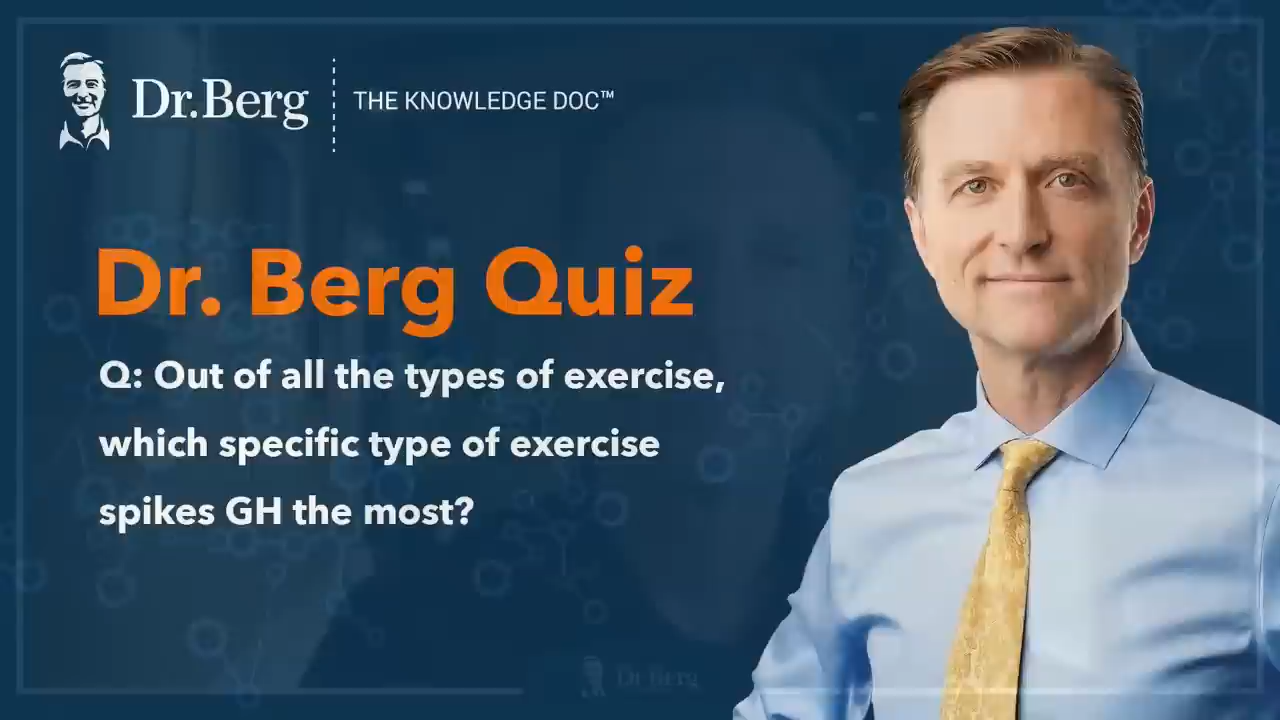 Dr.Berg
THE KNOWLEDGE DOC™
Dr. Berg Quiz
Q: Out of all the types of exercise,
which specific type of exercise
spikes GH the most?
Dr.Berg